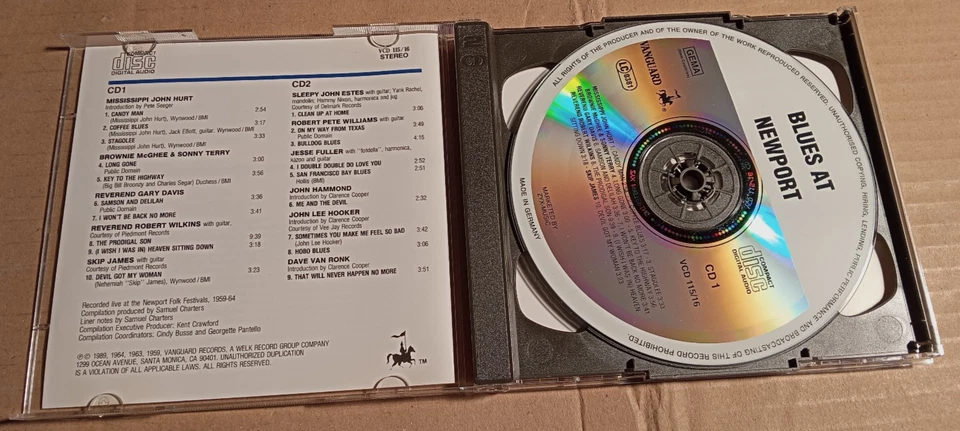 COMPACT
disc
DIGITAL AUDIO
VCD 115/16
STEREO
CD1
MISSISSIPPI JOHN HURT
Introduction by Pete Seeger
1. CANDY MAN 2:54
(Mississippi John Hurt), Wynwood/BMI
2. COFFEE BLUES 3:17
(Mississippi John Hurt), Jack Elliott, guitar. Wynwood/BMI
3. STAGOLEE 3:33
(Mississippi John Hurt), Wynwood/BMI
BROWNIE McGHEE & SONNY TERRY
4. LONG GONE 3:00
Public Domain
5. KEY TO THE HIGHWAY 3:56
(Big Bill Broonzy and Charles Segar) Duchess/BMI
REVEREND GARY DAVIS
6. SAMSON AND DELILAH 3:36
Public Domain
7. I WON'T BE BACK NO MORE 3:41
REVEREND ROBERT WILKINS with guitar,
Courtesy of Piedmont Records
8. THE PRODIGAL SON 9:39
9. (I WISH I WAS IN) HEAVEN SITTING DOWN 3:18
SKIP JAMES with guitar
Courtesy of Piedmont Records
10. DEVIL GOT MY WOMAN 3:23
(Nehemiah "Skip" James), Wynwood/BMI
CD2
SLEEPY JOHN ESTES with guitar; Yank Rachel,
mandolin; Hammy Nixon, harmonica and jug
Courtesy of Delmark Records
1. CLEAN UP AT HOME 3:06
ROBERT PETE WILLIAMS with guitar
2. ON MY WAY FROM TEXAS 3:49
Public Domain
3. BULLDOG BLUES 4:15
JESSE FULLER with "fotdella", harmonica,
kazoo and guitar
4. I DOUBLE DOUBLE DO LOVE YOU 2:52
5. SAN FRANCISCO BAY BLUES 2:51
Hollis (BMI)
JOHN HAMMOND
Introduction by Clarence Cooper
6. ME AND THE DEVIL 2:32
JOHN LEE HOOKER
Introduction by Clarence Cooper
Courtesy of Vee Jay Records
7. SOMETIMES YOU MAKE ME FEEL SO BAD 3:42
(John Lee Hooker)
8. HOBO BLUES 3:06
DAVE VAN RONK
Introduction by Clarence Cooper
9. THAT WILL NEVER HAPPEN NO MORE 3:51
Recorded live at the Newport Folk Festivals, 1959-64
Compilation produced by Samuel Charters
Liner notes by Samuel Charters
Compilation Executive Producer: Kent Crawford
Compilation Coordinators: Cindy Busse and Georgette Pantello
℗© 1989, 1964, 1963, 1959, VANGUARD RECORDS, A WELK RECORD GROUP COMPANY
1299 OCEAN AVENUE, SANTA MONICA, CA 90401. UNAUTHORIZED DUPLICATION
IS A VIOLATION OF ALL APPLICABLE LAWS. ALL RIGHTS RESERVED.
TM
ALL RIGHTS OF THE PRODUCER AND OF THE OWNER OF THE WORK REPRODUCED RESERVED. UNAUTHORISED COPYING, HIRING, LENDING, PUBLIC PERFORMANCE AND BROADCASTING OF THIS RECORD PROHIBITED.
BLUES AT
NEWPORT
VANGUARD
GEMA
LC 0381
MADE IN GERMANY
MARKETED BY
ZYX-MUSIC
COMPACT
disc
DIGITAL AUDIO
CD 1
VCD 115/16